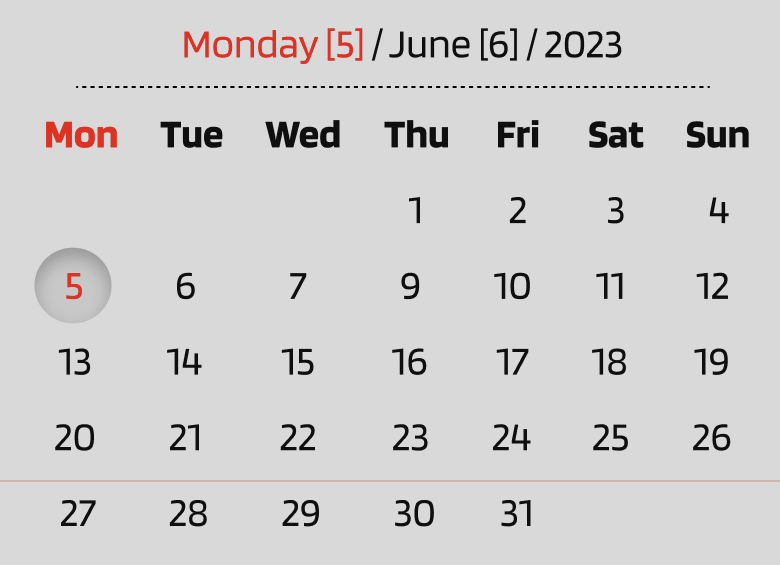 Monday [5] / June [6] / 2023
Mon Tue Wed Thu Fri Sat Sun
1 2 3 4
5 6 7 9 10 11 12
13 14 15 16 17 18 19
20 21 22 23 24 25 26
27 28 29 30 31